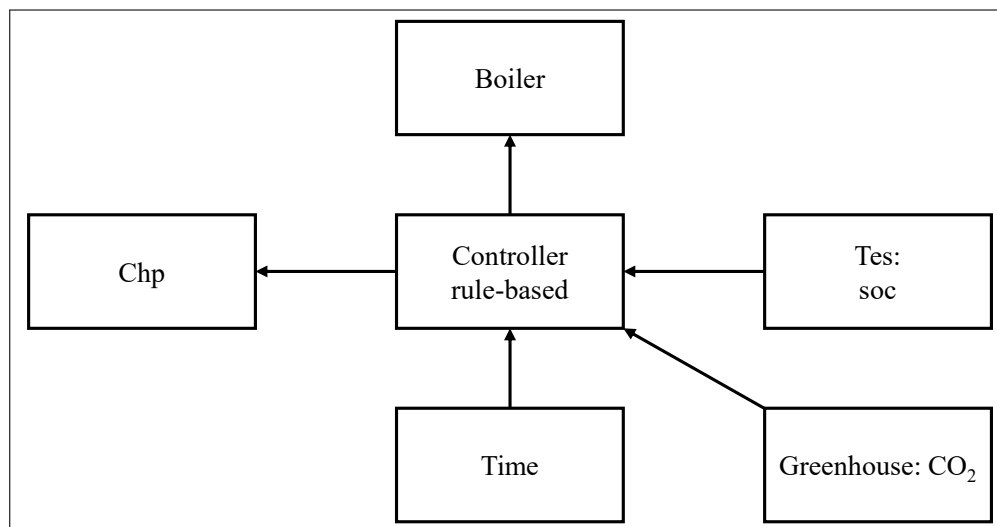 Boiler
Chp
Controller
rule-based
Tes:
soc
Time
Greenhouse: CO₂